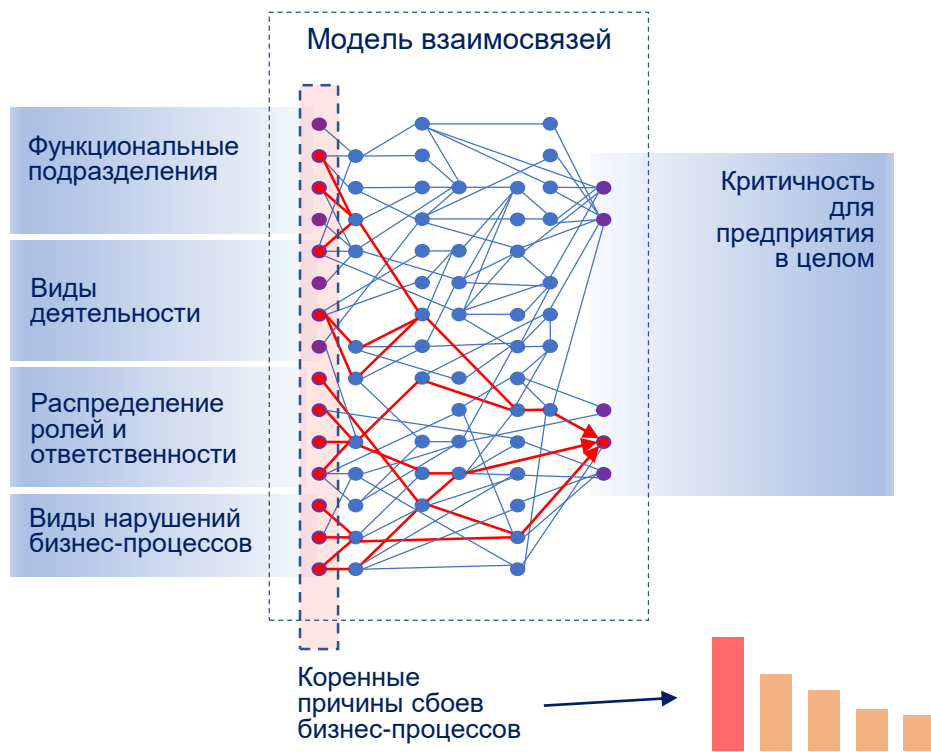 Модель взаимосвязей
Функциональные
подразделения
Виды
деятельности
Распределение
ролей и
ответственности
Виды нарушений
бизнес-процессов
Критичность
для
предприятия
в целом
Коренные
причины сбоев
бизнес-процессов